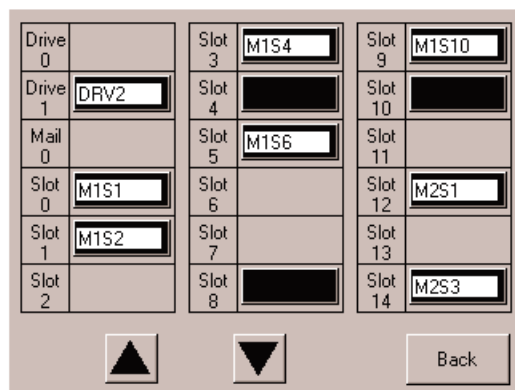 Drive 0
Drive 1 DRV2
Mail 0
Slot 0 M1S1
Slot 1 M1S2
Slot 2
Slot 3 M1S4
Slot 4
Slot 5 M1S6
Slot 6
Slot 7
Slot 8
Slot 9 M1S10
Slot 10
Slot 11
Slot 12 M2S1
Slot 13
Slot 14 M2S3
Back